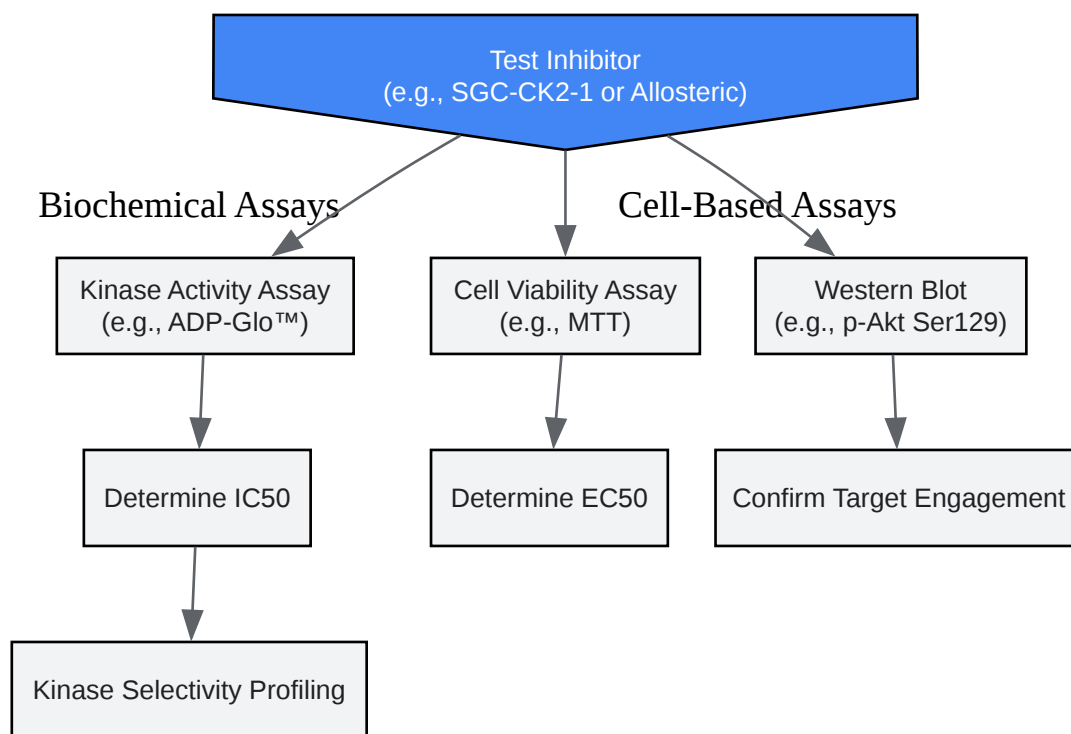 Test Inhibitor
(e.g., SGC-CK2-1 or Allosteric)
Biochemical Assays
Cell-Based Assays
Kinase Activity Assay
(e.g., ADP-Glo™)
Cell Viability Assay
(e.g., MTT)
Western Blot
(e.g., p-Akt Ser129)
Determine IC50
Determine EC50
Confirm Target Engagement
Kinase Selectivity Profiling